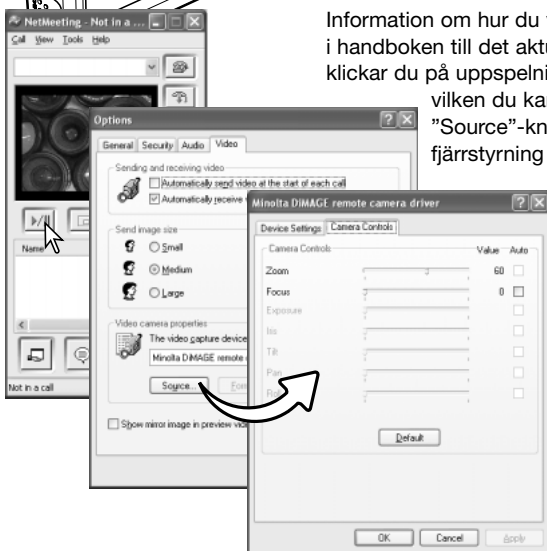 Information om hur du
i handboken till det
klickar du på
vilken du
"Source"
fjärrstyrning
NetMeeting - Not in a ...
Call View Tools Help
Name
Not in a call
Options
General Security Audio Video
Sending and receiving video
Automatically send video at the start of each call
Automatically receive
Send image size
Small
Medium
Large
Video camera properties
The video capture device
Minolta DiMAGE remote
Source...
Show mirror image in preview
Minolta DiMAGE remote camera driver
Device Settings Camera Controls
Camera Controls Value Auto
Zoom 60
Focus 0
Exposure
Iris
Tilt
Pan
Default
OK Cancel Apply